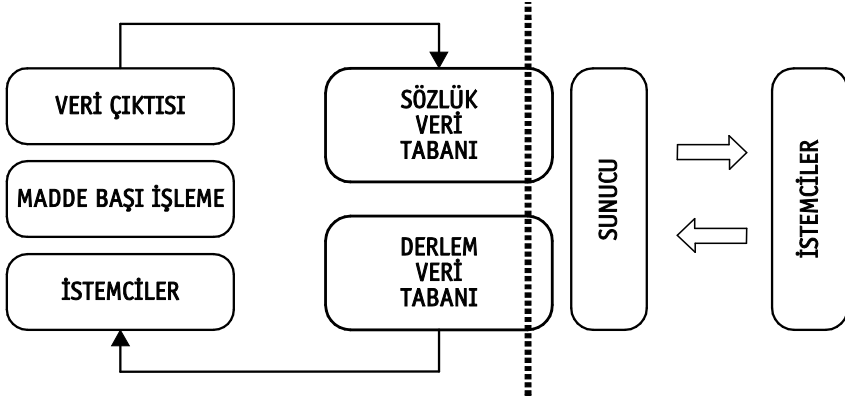 VERİ ÇIKTISI
MADDE BAŞI İŞLEME
İSTEMCİLER
SÖZLÜK
VERİ
TABANI
DERLEM
VERİ
TABANI
SUNUCU
İSTEMCİLER